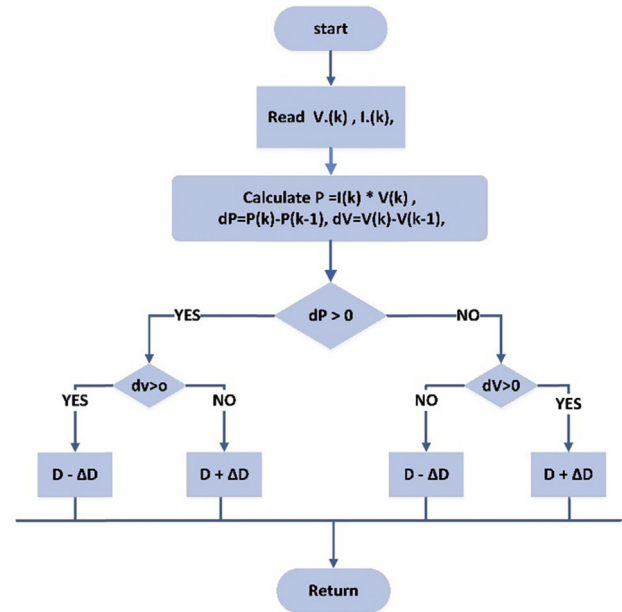 start
Read V.(k) , I.(k),
Calculate P =I(k) * V(k) ,
dP=P(k)-P(k-1), dV=V(k)-V(k-1),
YES
dP > 0
NO
dv>o
dV>0
YES
NO
NO
YES
D - ΔD
D + ΔD
D - ΔD
D + ΔD
Return